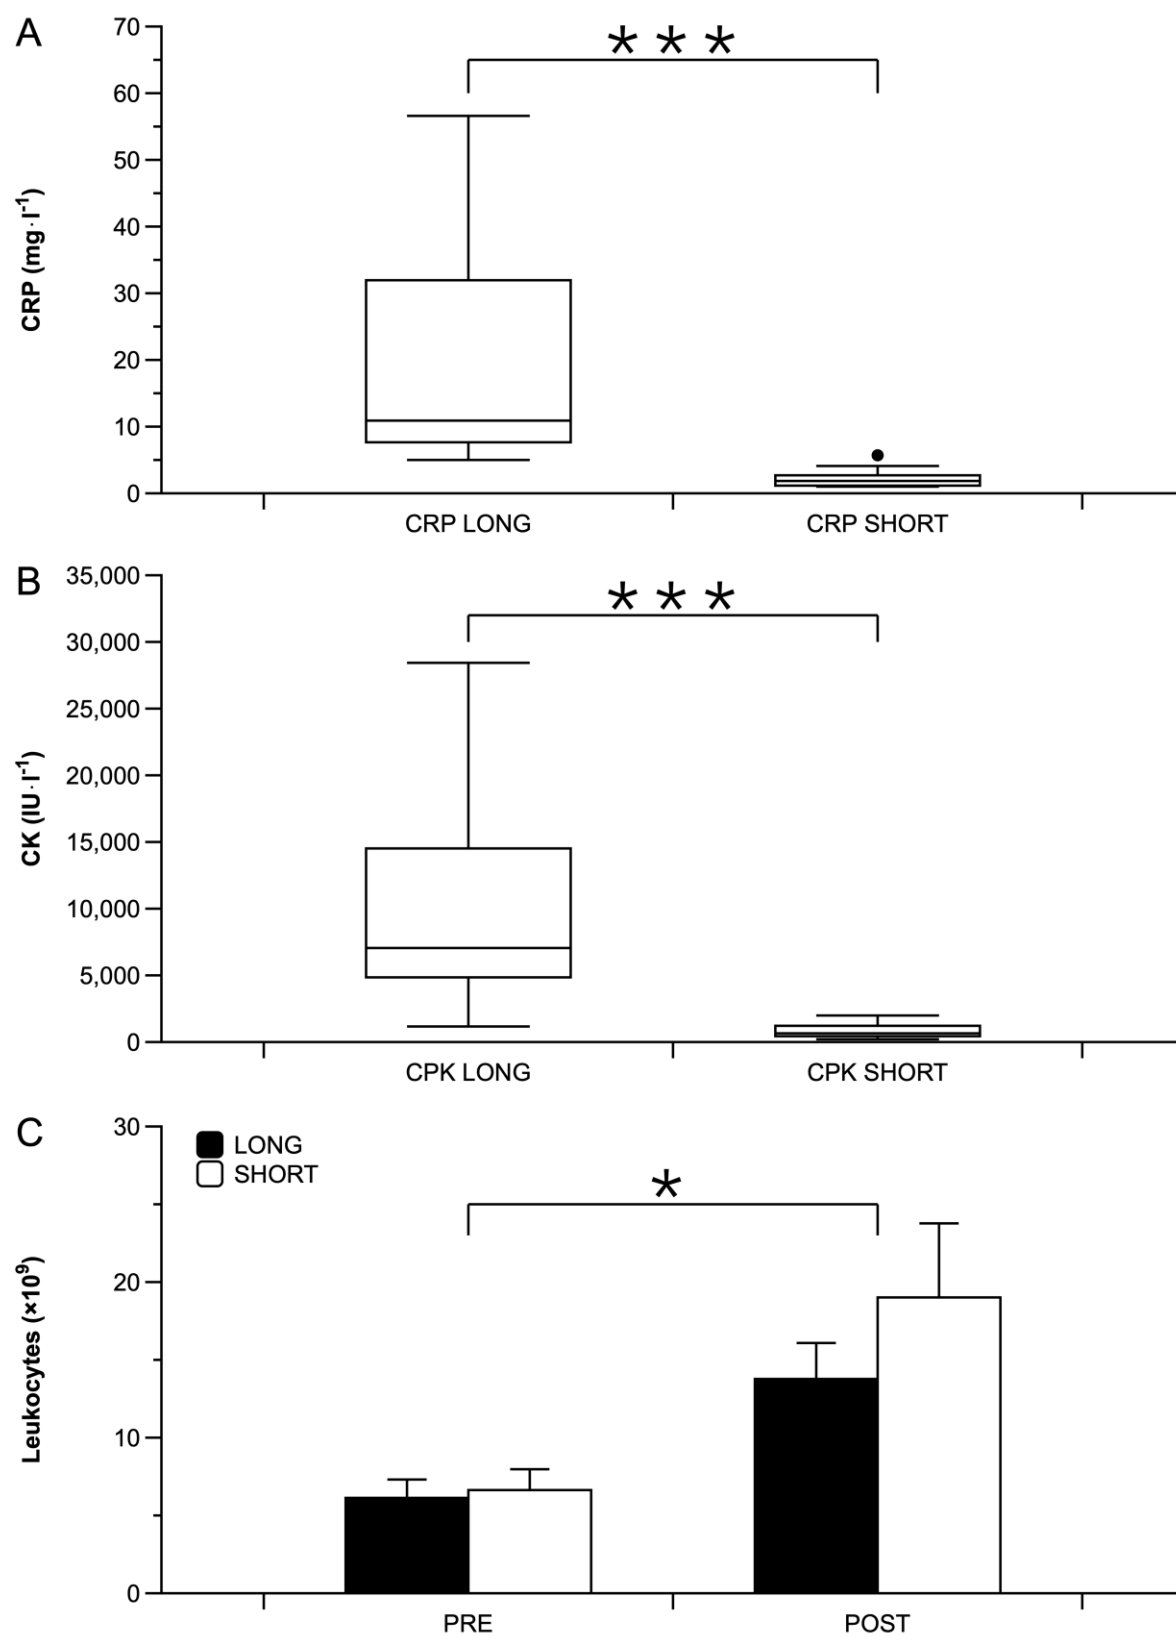 A
70
60
50
40
30
20
10
0
CRP (mg·l⁻¹)
***
CRP LONG CRP SHORT
B
35,000
30,000
25,000
20,000
15,000
10,000
5,000
0
CK (IU·l⁻¹)
***
CPK LONG CPK SHORT
C
30
20
10
0
Leukocytes (×10⁹)
LONG
SHORT
*
PRE POST